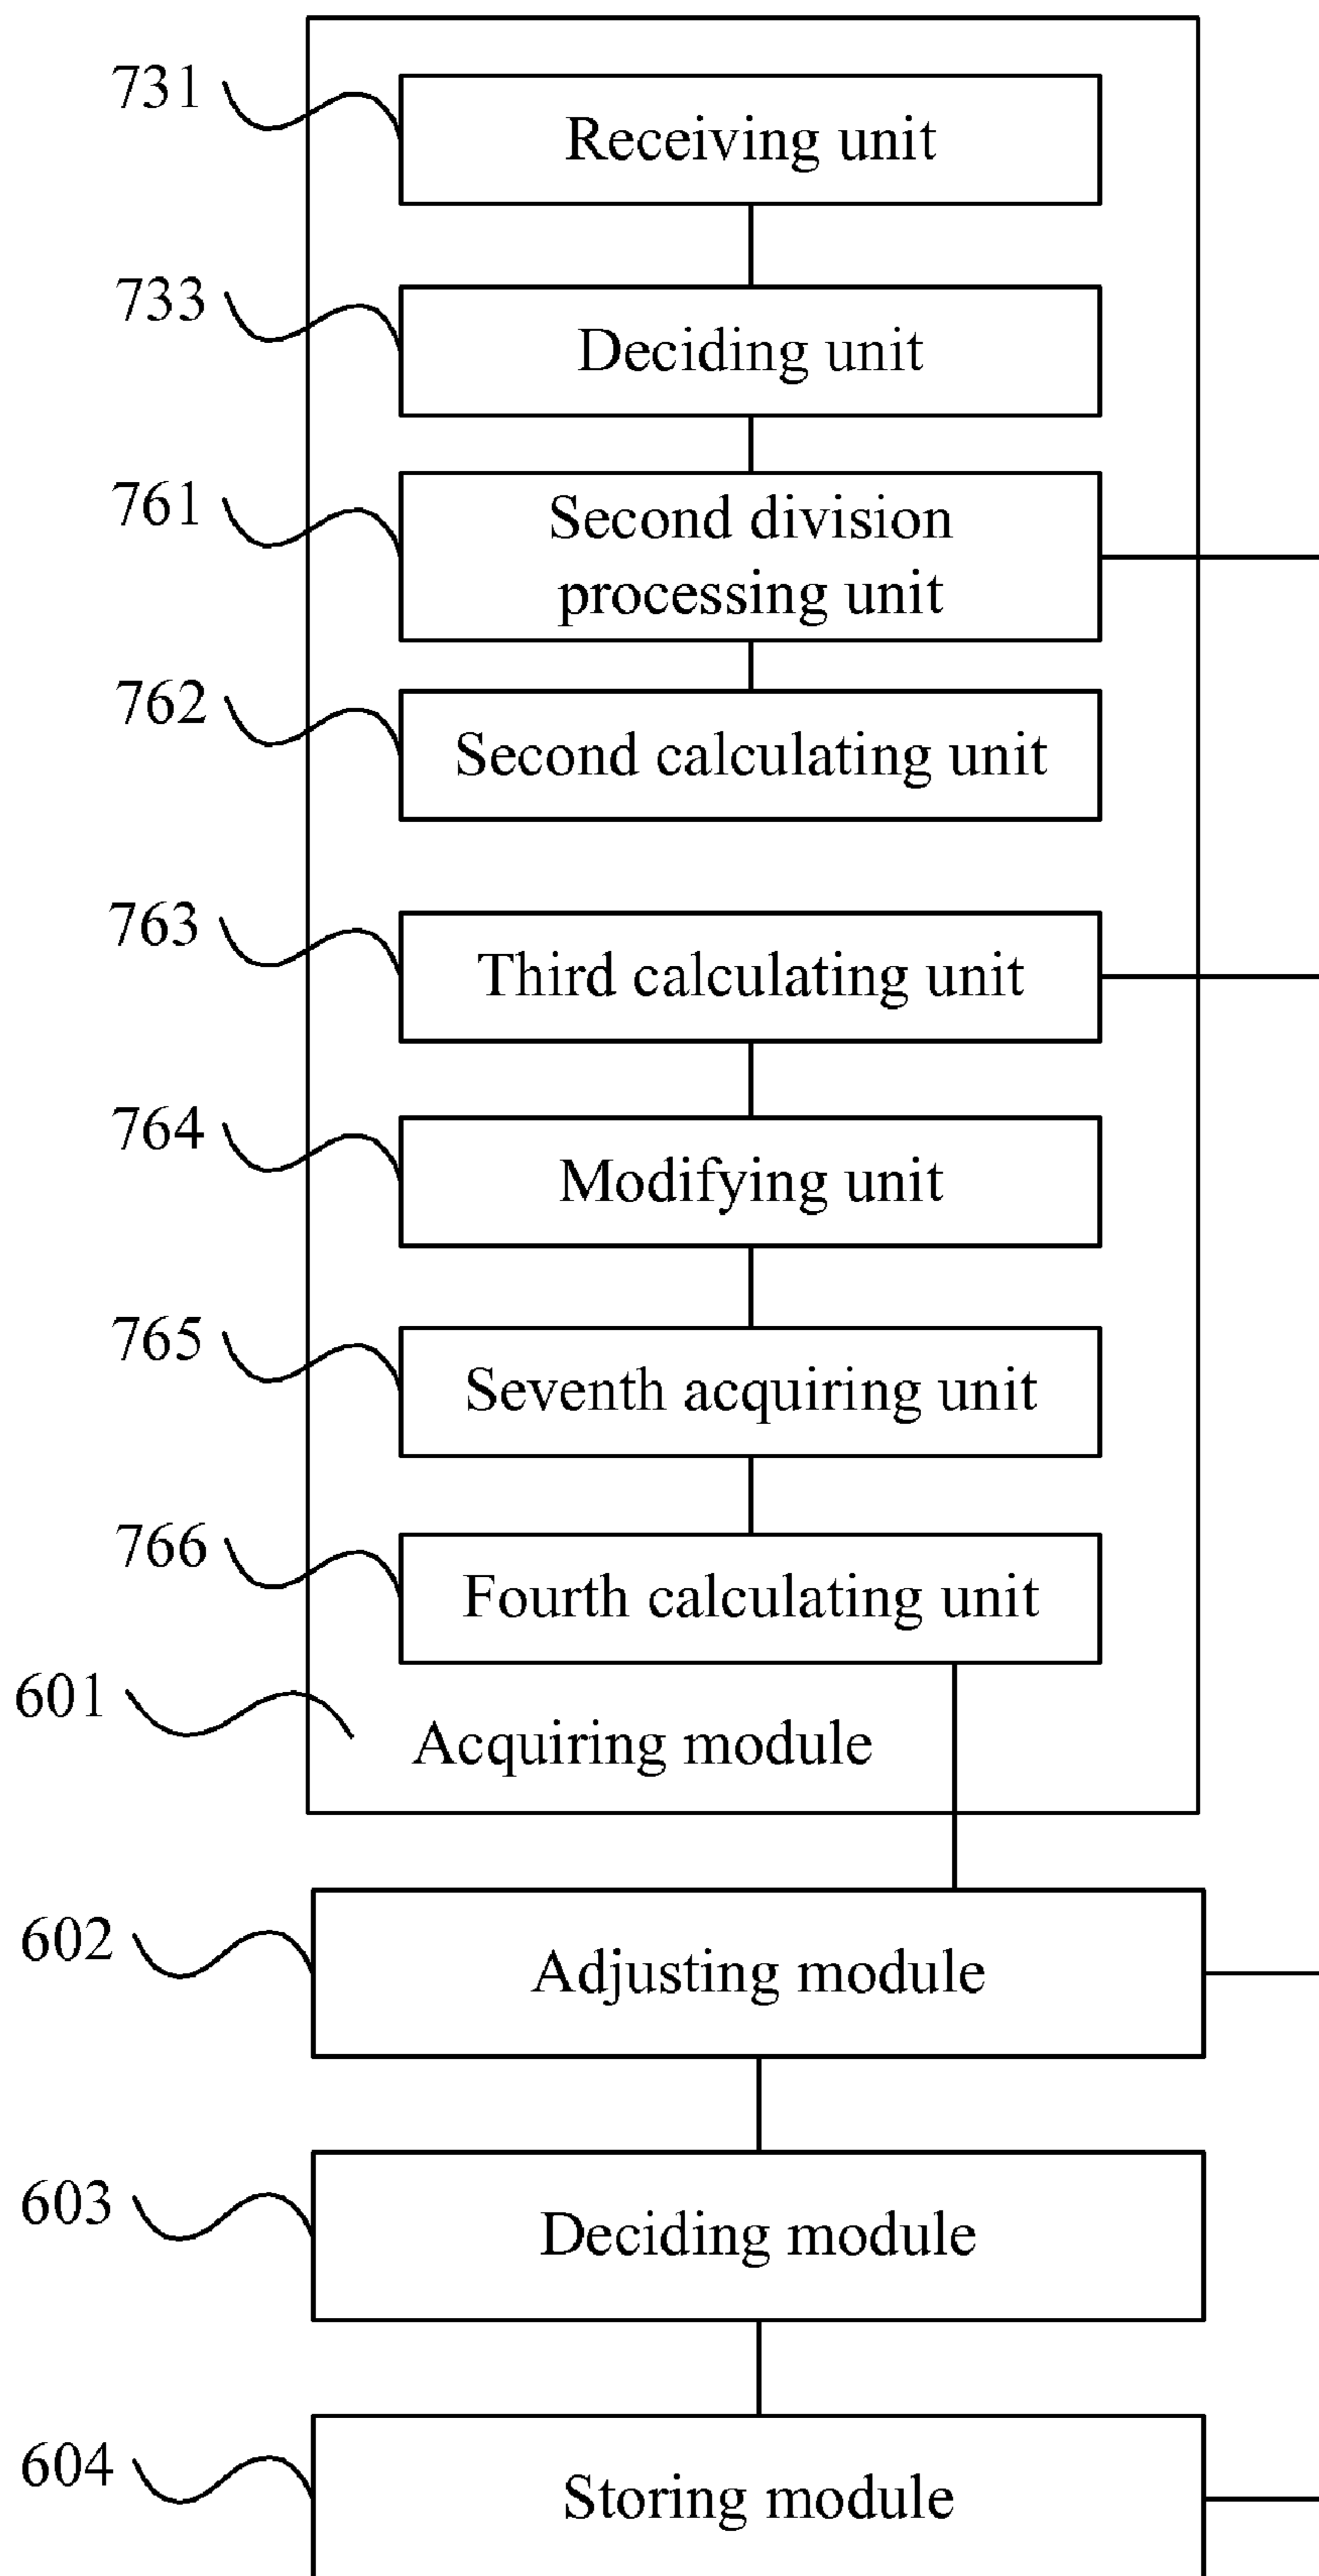 731
Receiving unit
733
Deciding unit
761
Second division
processing unit
762
Second calculating unit
763
Third calculating unit
764
Modifying unit
765
Seventh acquiring unit
766
Fourth calculating unit
601
Acquiring module
602
Adjusting module
603
Deciding module
604
Storing module